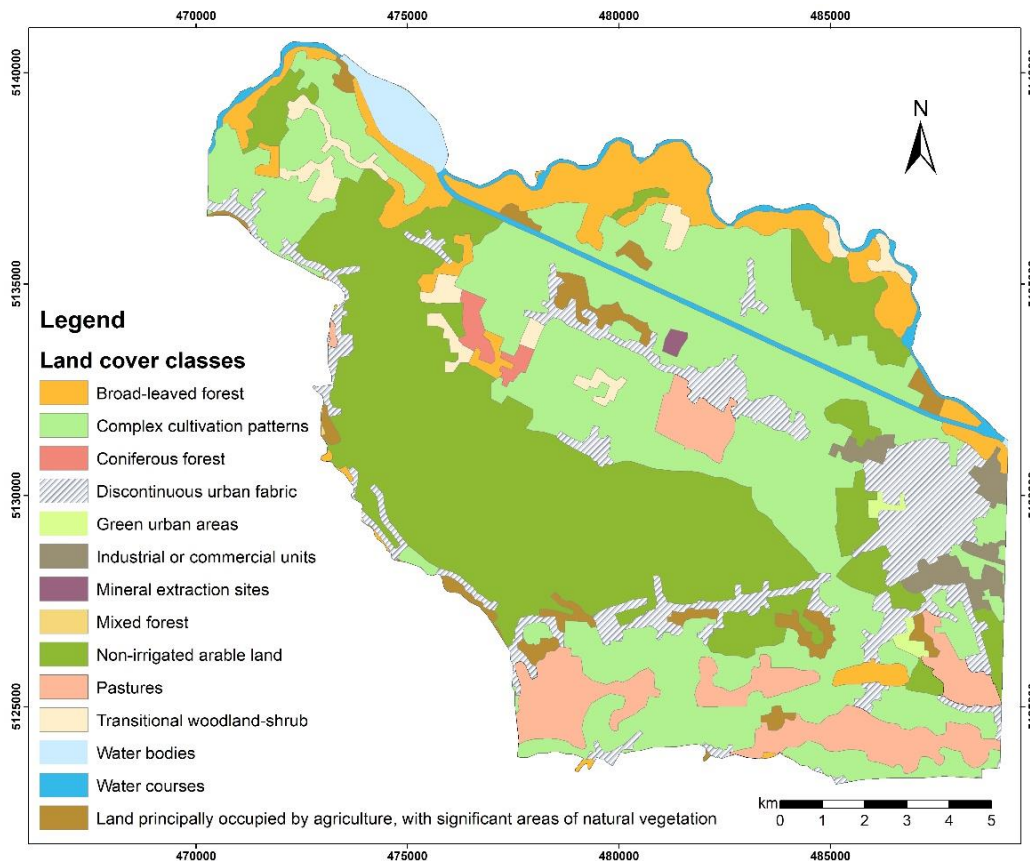 470000 475000 480000 485000
5140000
5135000
5130000
5125000
N
Legend
Land cover classes
Broad-leaved forest
Complex cultivation patterns
Coniferous forest
Discontinuous urban fabric
Green urban areas
Industrial or commercial units
Mineral extraction sites
Mixed forest
Non-irrigated arable land
Pastures
Transitional woodland-shrub
Water bodies
Water courses
Land principally occupied by agriculture, with significant areas of natural vegetation
km
0 1 2 3 4 5
470000 475000 480000 485000